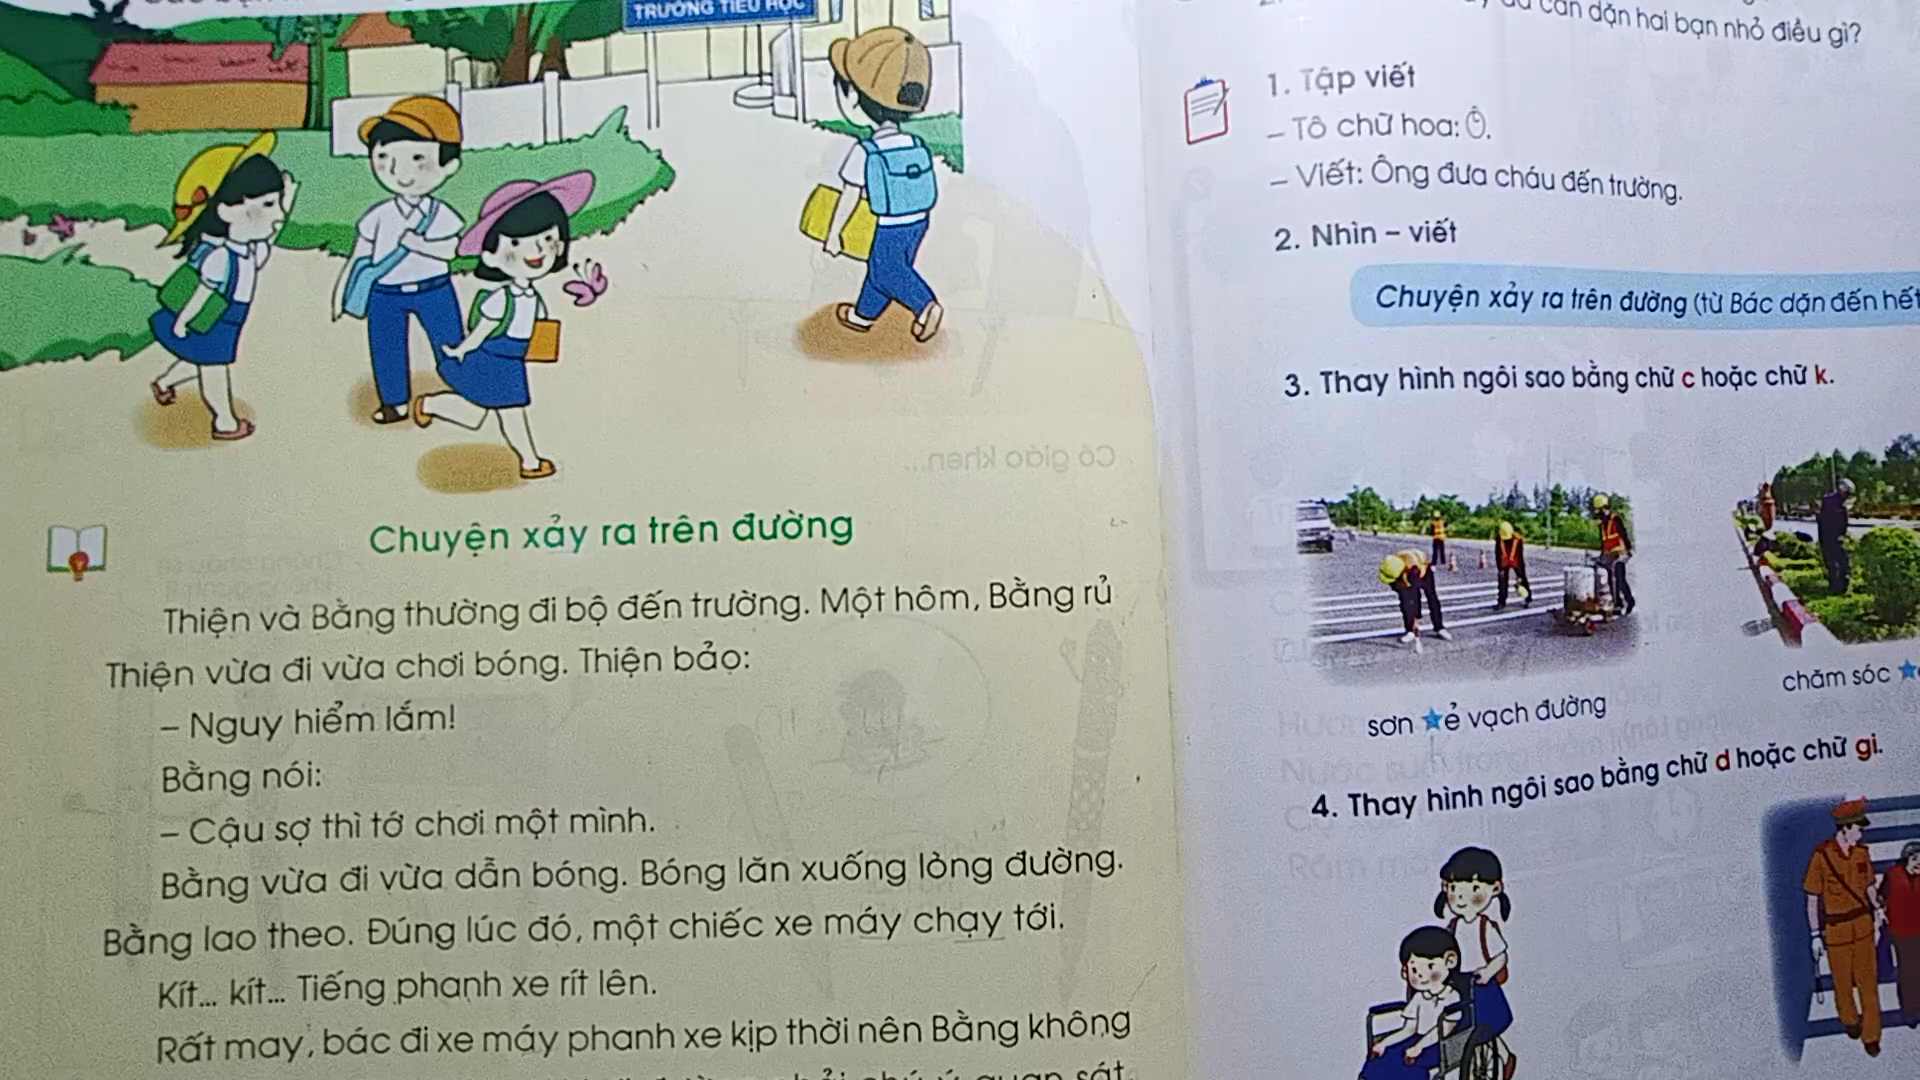 TRƯỜNG TIỂU HỌC
Chuyện xảy ra trên đường
Thiện và Bằng thường đi bộ đến trường. Một hôm, Bằng rủ
Thiện vừa đi vừa chơi bóng. Thiện bảo:
– Nguy hiểm lắm!
Bằng nói:
– Cậu sợ thì tớ chơi một mình.
Bằng vừa đi vừa dẫn bóng. Bóng lăn xuống lòng đường.
Bằng lao theo. Đúng lúc đó, một chiếc xe máy chạy tới.
Kít... kít... Tiếng phanh xe rít lên.
Rất may, bác đi xe máy phanh xe kịp thời nên Bằng không
quan sát.
dặn hai bạn nhỏ điều gì?
1. Tập viết
– Tô chữ hoa: Ô.
– Viết: Ông đưa cháu đến trường.
2. Nhìn – viết
Chuyện xảy ra trên đường (từ Bác dặn đến hết
3. Thay hình ngôi sao bằng chữ c hoặc chữ k.
sơn ★ẻ vạch đường
chăm sóc ★
4. Thay hình ngôi sao bằng chữ d hoặc chữ gi.